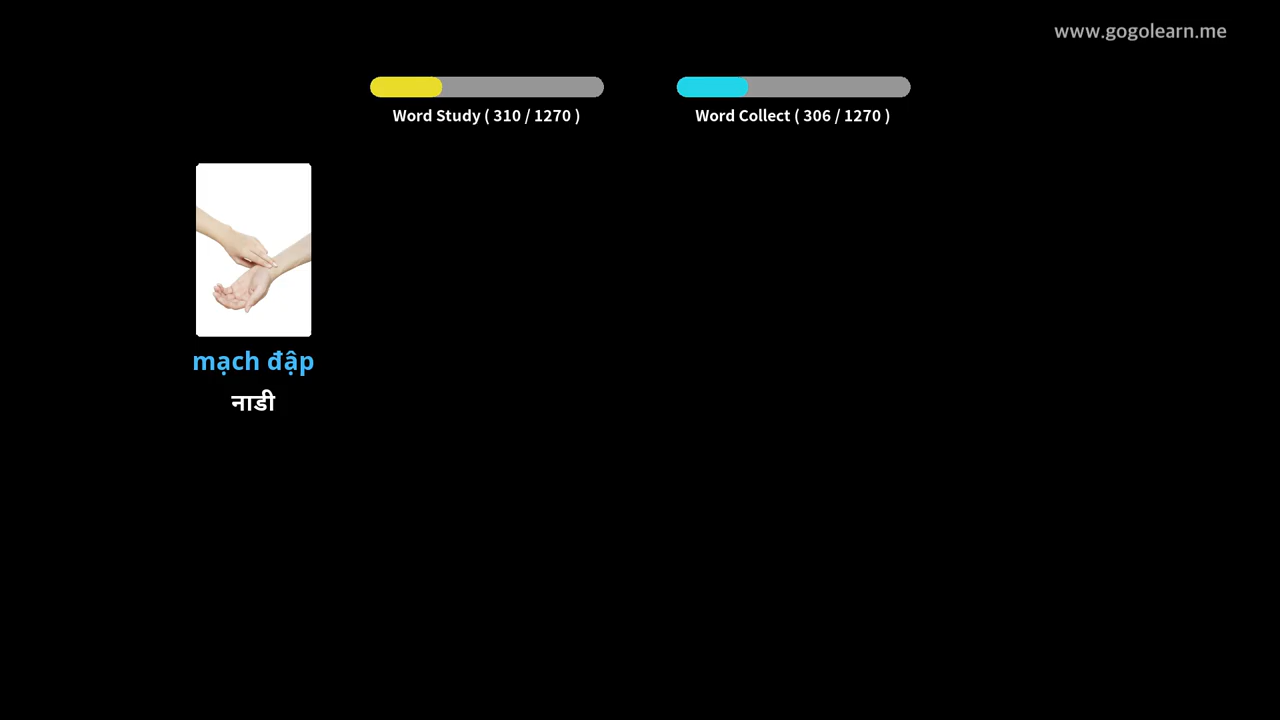 www.gogolearn.me
Word Study ( 310 / 1270 )
Word Collect ( 306 / 1270 )
mạch đập
नाडी